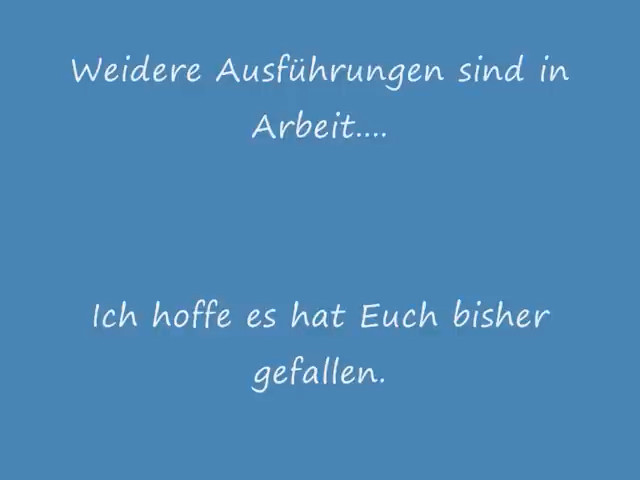 Weidere Ausführungen sind in
Arbeit....
Ich hoffe es hat Euch bisher
gefallen.